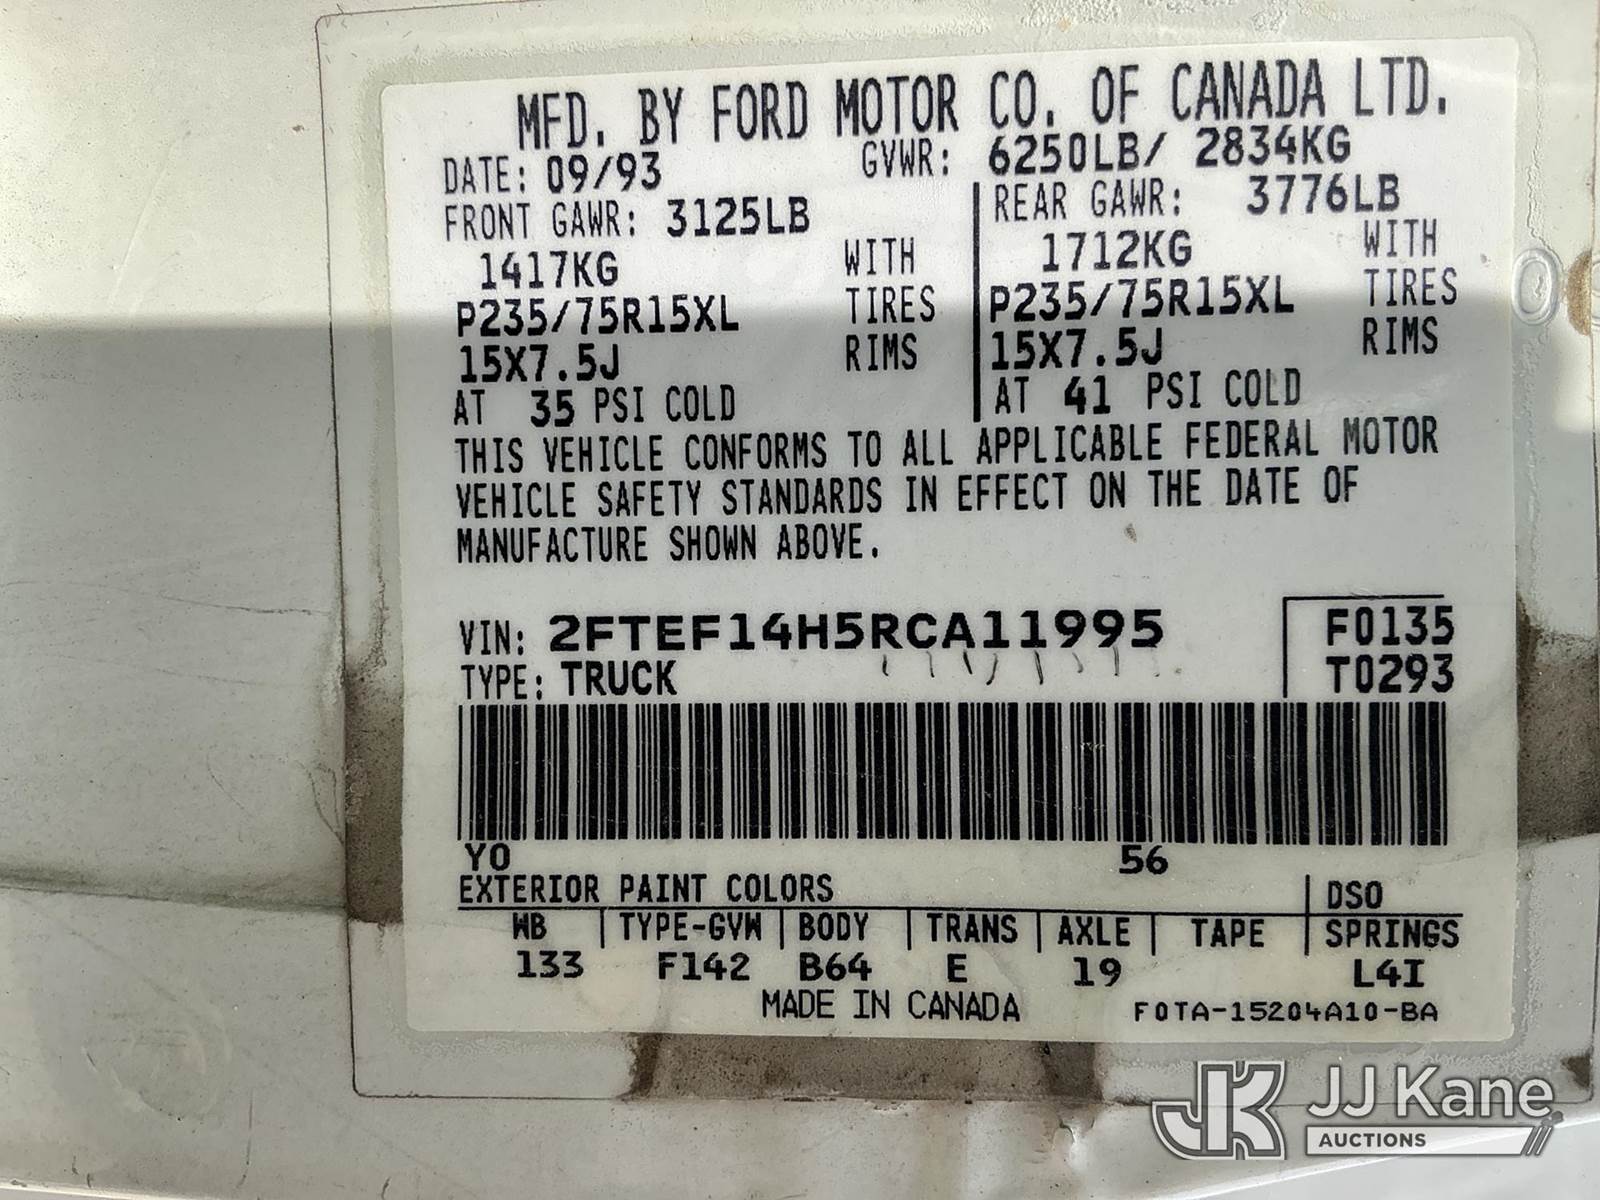 MFD. BY FORD MOTOR CO. OF CANADA LTD.
DATE: 09/93 GVWR: 6250LB/ 2834KG
FRONT GAWR: 3125LB REAR GAWR: 3776LB
1417KG WITH 1712KG WITH
P235/75R15XL TIRES P235/75R15XL TIRES
15X7.5J RIMS 15X7.5J RIMS
AT 35 PSI COLD AT 41 PSI COLD
THIS VEHICLE CONFORMS TO ALL APPLICABLE FEDERAL MOTOR
VEHICLE SAFETY STANDARDS IN EFFECT ON THE DATE OF
MANUFACTURE SHOWN ABOVE.
VIN: 2FTEF14H5RCA11995 F0135
TYPE: TRUCK T0293
YO 56
EXTERIOR PAINT COLORS DSO
WB TYPE-GVW BODY TRANS AXLE TAPE SPRINGS
133 F142 B64 E 19 L4I
MADE IN CANADA F0TA-15204A10-BA
JK JJ Kane
AUCTIONS